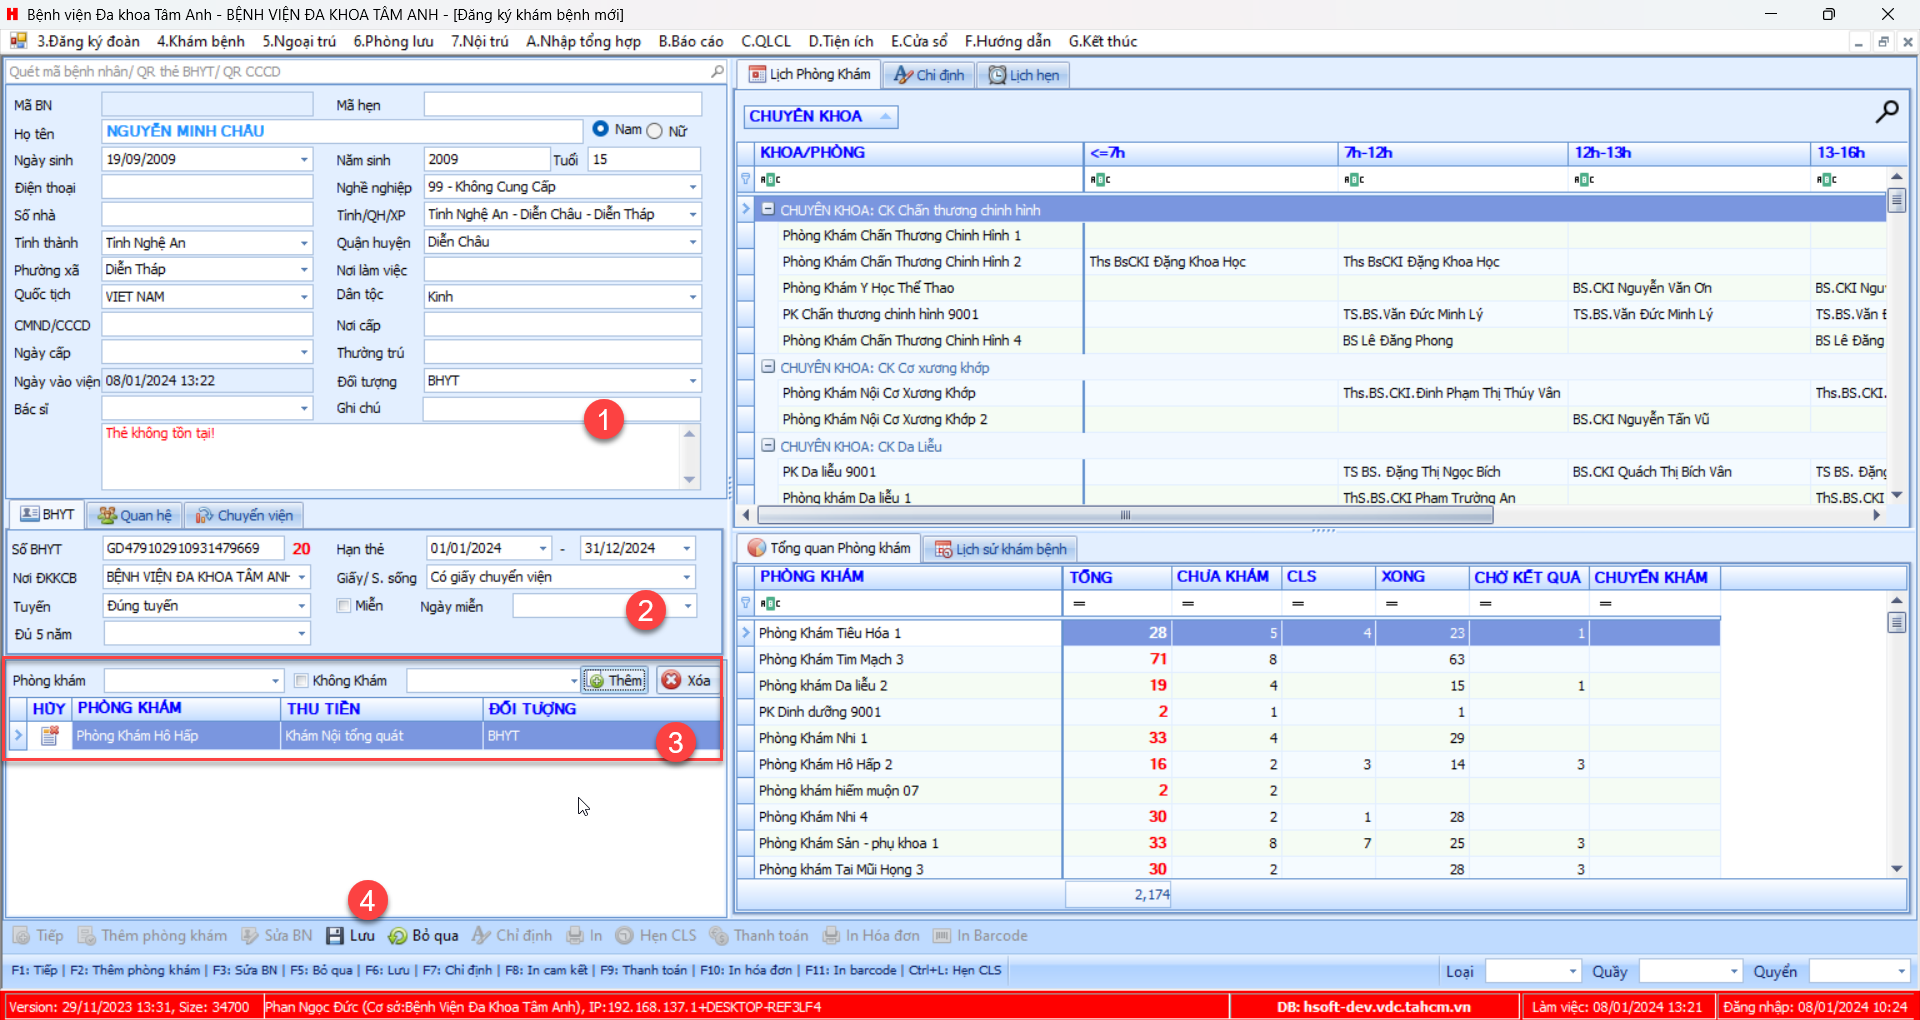 Bệnh viện Đa khoa Tâm Anh - BỆNH VIỆN ĐA KHOA TÂM ANH - [Đăng ký khám bệnh mới]
3.Đăng ký đoàn 4.Khám bệnh 5.Ngoại trú 6.Phòng lưu 7.Nội trú A.Nhập tổng hợp B.Báo cáo C.QLCL D.Tiện ích E.Cửa sổ F.Hướng dẫn G.Kết thúc
Quét mã bệnh nhân/ QR thẻ BHYT/ QR CCCD
Mã BN Mã hẹn
Họ tên NGUYỄN MINH CHÂU Nam Nữ
Ngày sinh 19/09/2009 Năm sinh 2009 Tuổi 15
Điện thoại Nghề nghiệp 99 - Không Cung Cấp
Số nhà Tỉnh/QH/XP Tỉnh Nghệ An - Diễn Châu - Diễn Tháp
Tỉnh thành Tỉnh Nghệ An Quận huyện Diễn Châu
Phường xã Diễn Tháp Nơi làm việc
Quốc tịch VIET NAM Dân tộc Kinh
CMND/CCCD Nơi cấp
Ngày cấp Thường trú
Ngày vào viện 08/01/2024 13:22 Đối tượng BHYT
Bác sĩ Ghi chú
1
Thẻ không tồn tại!
BHYT Quan hệ Chuyển viện
Số BHYT GD479102910931479669 20 Hạn thẻ 01/01/2024 - 31/12/2024
Nơi ĐKKCB BỆNH VIỆN ĐA KHOA TÂM ANH Giấy/ S. sống Có giấy chuyển viện
Tuyến Đúng tuyến Miễn Ngày miễn
2
Đủ 5 năm
Phòng khám Không Khám Thêm Xóa
HỦY PHÒNG KHÁM THU TIỀN ĐỐI TƯỢNG
Phòng Khám Hô Hấp Khám Nội tổng quát BHYT
3
4
Lịch Phòng Khám Chỉ định Lịch hẹn
CHUYÊN KHOA
KHOA/PHÒNG <=7h 7h-12h 12h-13h 13-16h
CHUYÊN KHOA: CK Chấn thương chỉnh hình
Phòng Khám Chấn Thương Chỉnh Hình 1
Phòng Khám Chấn Thương Chỉnh Hình 2 Ths BsCKI Đặng Khoa Học Ths BsCKI Đặng Khoa Học
Phòng Khám Y Học Thể Thao BS.CKI Nguyễn Văn Ơn BS.CKI Ngu
PK Chấn thương chỉnh hình 9001 TS.BS.Văn Đức Minh Lý TS.BS.Văn Đức Minh Lý TS.BS.Văn
Phòng Khám Chấn Thương Chỉnh Hình 4 BS Lê Đăng Phong BS Lê Đăng
CHUYÊN KHOA: CK Cơ xương khớp
Phòng Khám Nội Cơ Xương Khớp Ths.BS.CKI.Đinh Phạm Thị Thúy Vân Ths.BS.CKI.
Phòng Khám Nội Cơ Xương Khớp 2 BS.CKI Nguyễn Tấn Vũ
CHUYÊN KHOA: CK Da Liễu
PK Da liễu 9001 TS BS. Đặng Thị Ngọc Bích BS.CKI Quách Thị Bích Vân TS BS. Đặng
Phòng khám Da liễu 1 ThS.BS.CKI Phạm Trường An ThS.BS.CKI
Tổng quan Phòng khám Lịch sử khám bệnh
PHÒNG KHÁM TỔNG CHƯA KHÁM CLS XONG CHỜ KẾT QUẢ CHUYỂN KHÁM
= = = = = =
Phòng Khám Tiêu Hóa 1 28 5 4 23 1
Phòng Khám Tim Mạch 3 71 8 63
Phòng khám Da liễu 2 19 4 15 1
PK Dinh dưỡng 9001 2 1 1
Phòng Khám Nhi 1 33 4 29
Phòng Khám Hô Hấp 2 16 2 3 14 3
Phòng khám hiếm muộn 07 2 2
Phòng Khám Nhi 4 30 2 1 28
Phòng Khám Sản - phụ khoa 1 33 8 7 25 3
Phòng khám Tai Mũi Họng 3 30 2 28 3
2,174
Tiếp Thêm phòng khám Sửa BN Lưu Bỏ qua Chỉ định In Hẹn CLS Thanh toán In Hóa đơn In Barcode
F1: Tiếp | F2: Thêm phòng khám | F3: Sửa BN | F5: Bỏ qua | F6: Lưu | F7: Chỉ định | F8: In cam kết | F9: Thanh toán | F10: In hóa đơn | F11: In barcode | Ctrl+L: Hẹn CLS Loại Quầy Quyển
Version: 29/11/2023 13:31, Size: 34700 Phan Ngọc Đức (Cơ sở:Bệnh Viện Đa Khoa Tâm Anh), IP:192.168.137.1+DESKTOP-REF3LF4 DB: hsoft-dev.vdc.tahcm.vn Làm việc: 08/01/2024 13:21 Đăng nhập: 08/01/2024 10:24